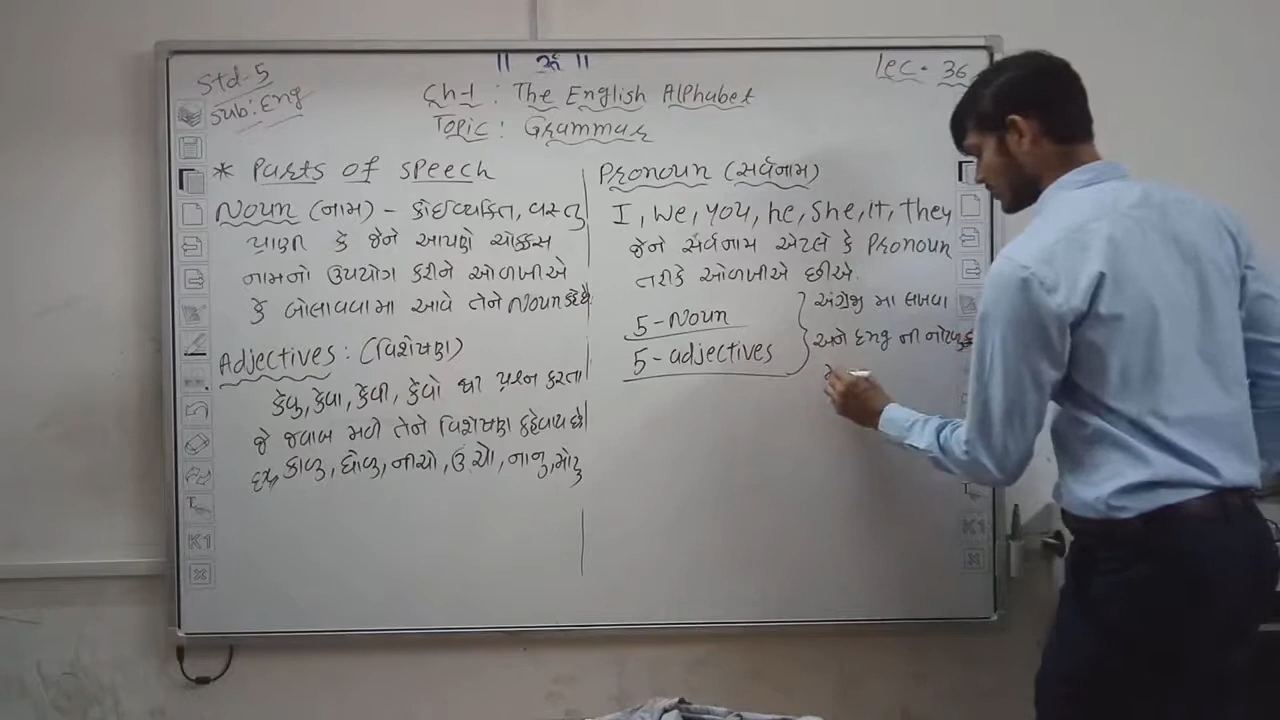 || ૐ ||
Std-5
Sub: Eng
Lec. 36
Ch-1 : The English Alphabet
Topic : Grammar
* Parts of speech
Noun (નામ) - કોઈ વ્યકિત, વસ્તુ
પ્રાણી કે જેને આપણે ચોક્કસ
નામનો ઉપયોગ કરીને ઓળખીએ
કે બોલાવવામા આવે તેને Noun કહે છે
Adjectives : (વિશેષણ)
કેવુ, કેવા, કેવી, કેવો થી પ્રશ્ન કરતા
જે જવાબ મળે તેને વિશેષણ કહેવાય છે
દા.ત, કાળુ, ધોળુ, નીચો, ઉંચો, નાનુ, મોટુ
Pronoun (સર્વનામ)
I, we, you, he, She, it, they
જેને સર્વનામ એટલે કે Pronoun
તરીકે ઓળખીએ છીએ.
5-Noun
5-adjectives
અંગ્રેજી મા લખવા
અને ની
K1
K1